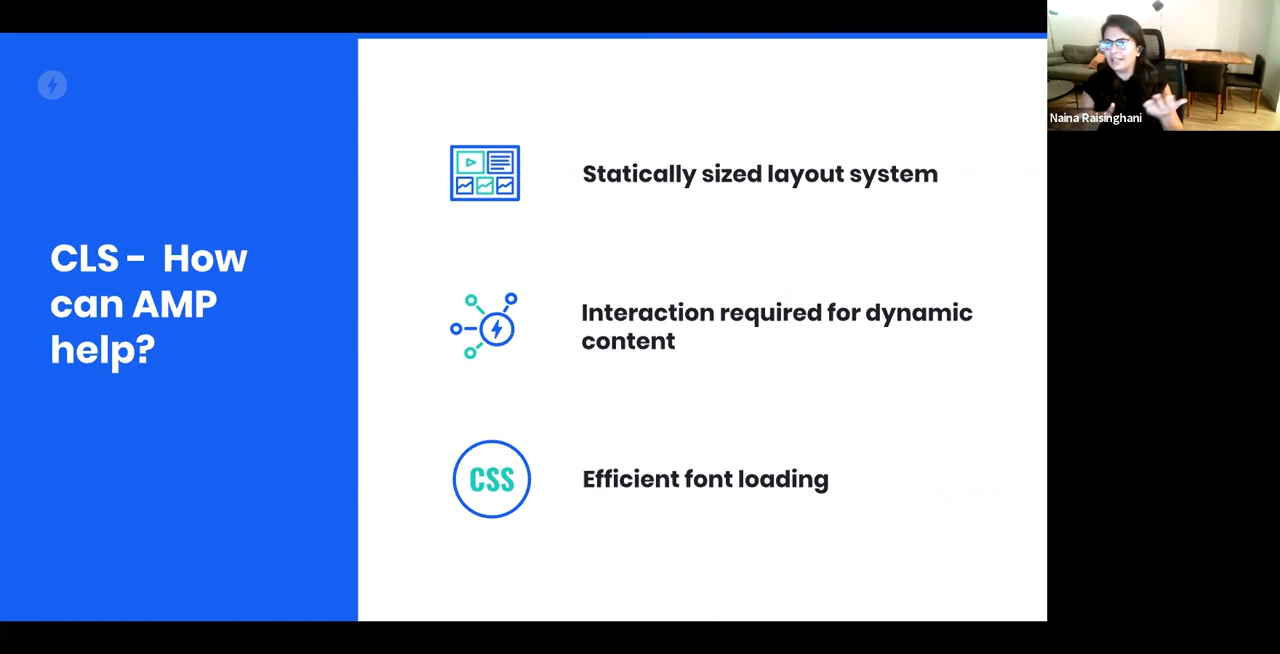 CLS - How
can AMP
help?
Statically sized layout system
Interaction required for dynamic
content
CSS
Efficient font loading
Naina Raisinghani